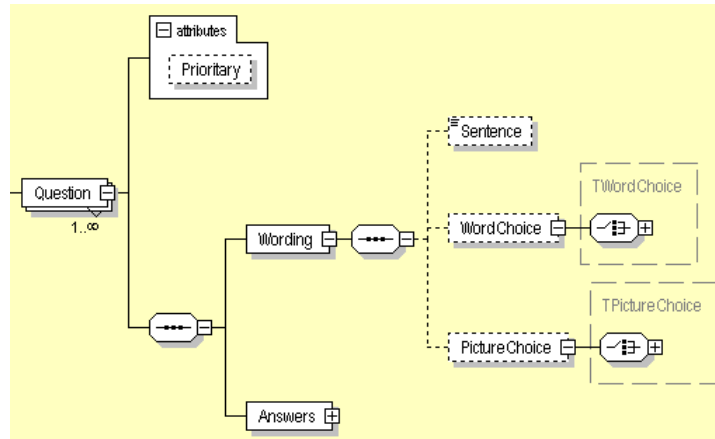 attributes
Prioritary
Sentence
TWordChoice
Question
1..∞
Wording
WordChoice
TPictureChoice
PictureChoice
Answers